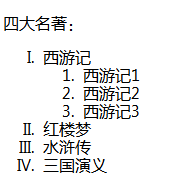 四大名著：
I. 西游记
1. 西游记1
2. 西游记2
3. 西游记3
II. 红楼梦
III. 水浒传
IV. 三国演义